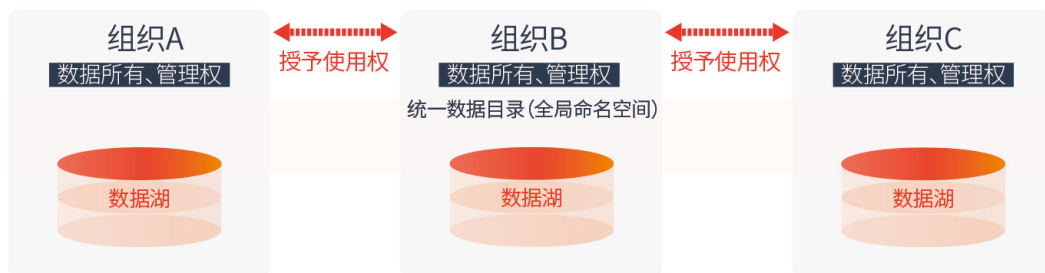 组织A
数据所有、管理权
数据湖
授予使用权
组织B
数据所有、管理权
统一数据目录(全局命名空间)
数据湖
授予使用权
组织C
数据所有、管理权
数据湖